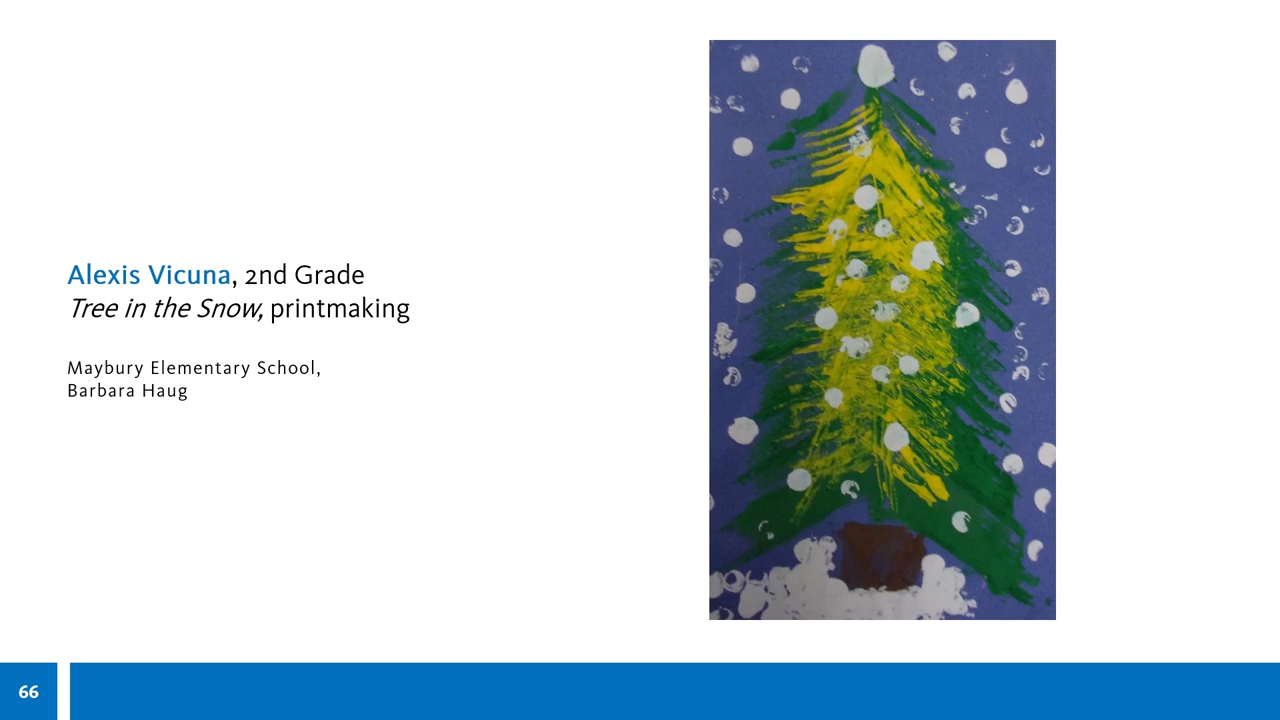 Alexis Vicuna, 2nd Grade
Tree in the Snow, printmaking
Maybury Elementary School,
Barbara Haug
66